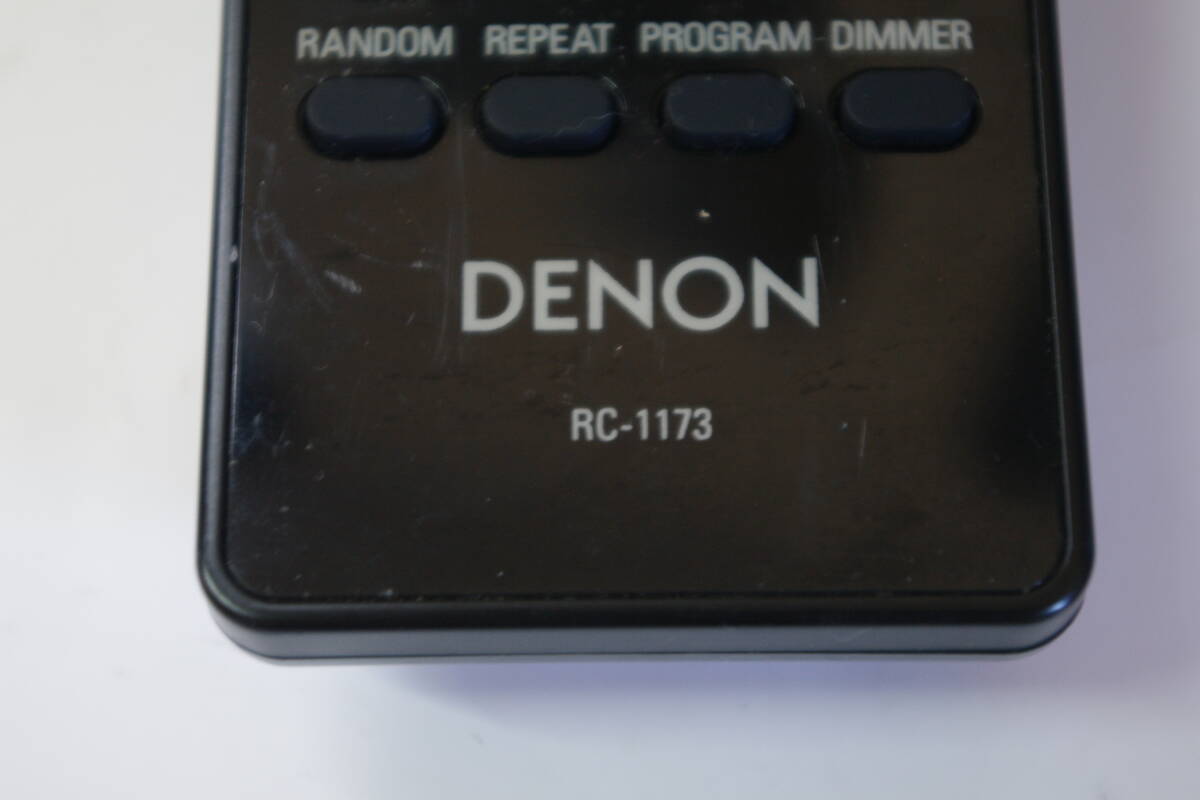 RANDOM REPEAT PROGRAM DIMMER
DENON
RC-1173